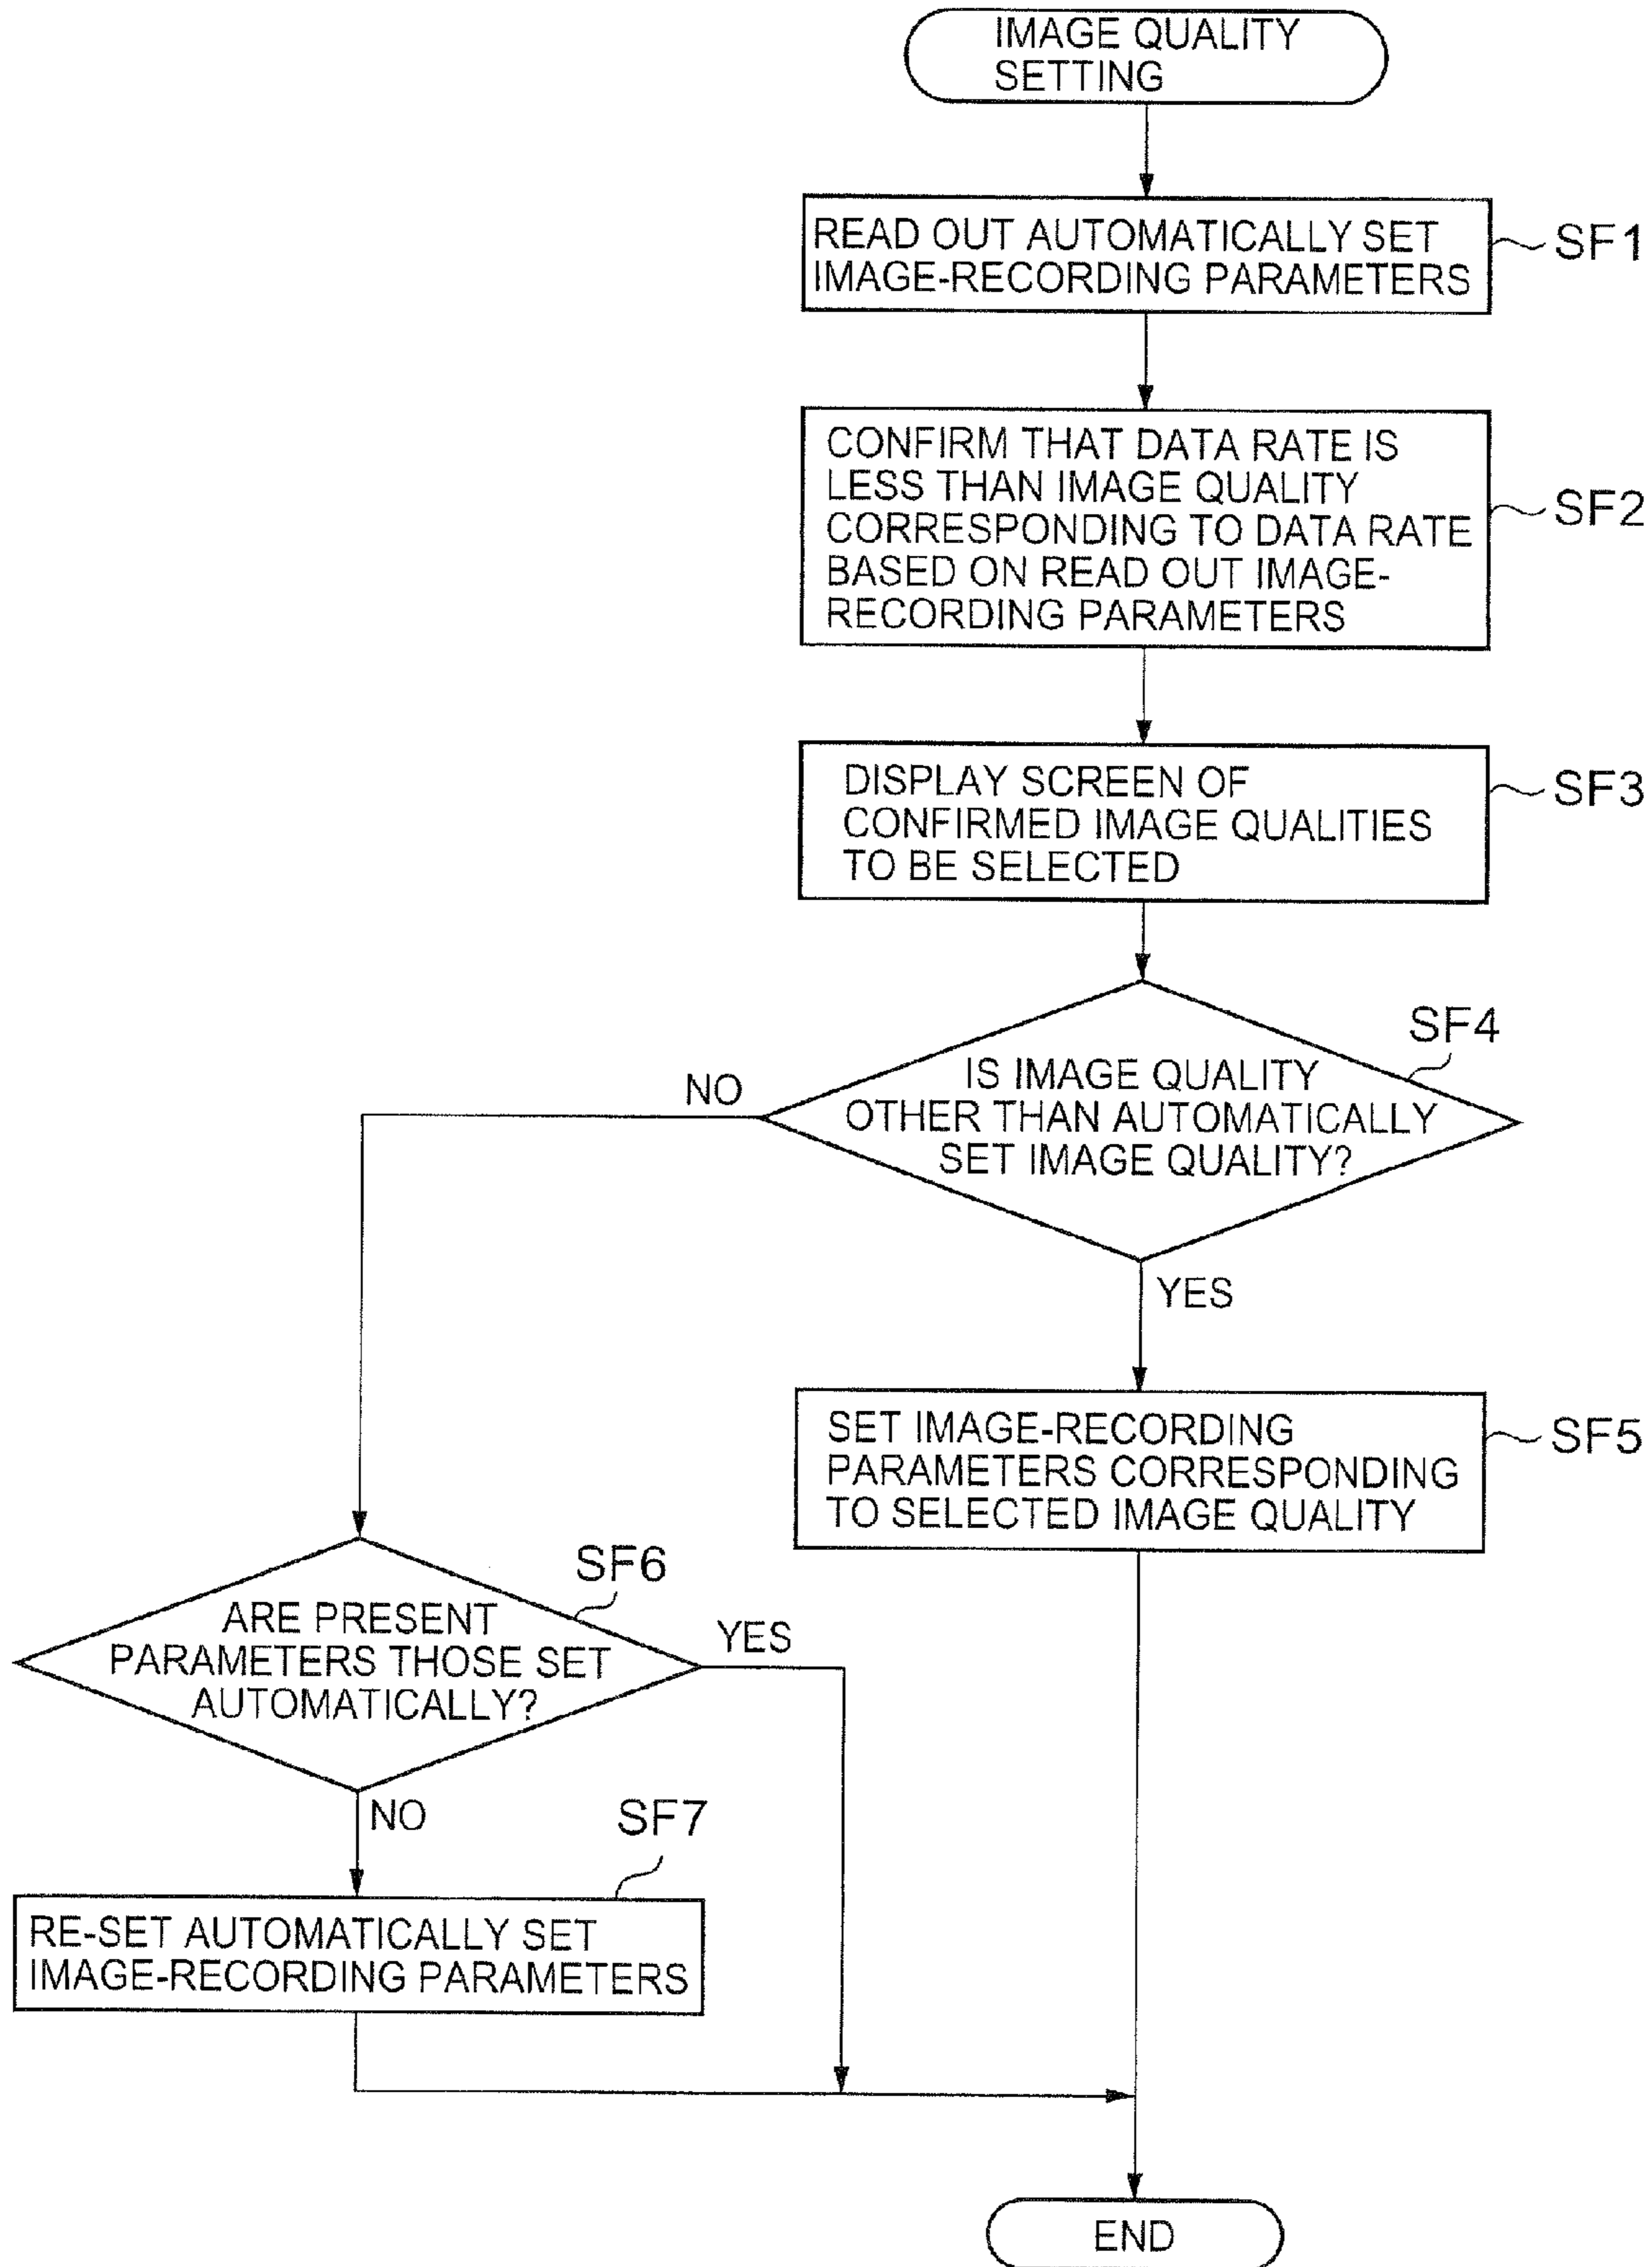 IMAGE QUALITY
SETTING
READ OUT AUTOMATICALLY SET
IMAGE-RECORDING PARAMETERS
SF1
CONFIRM THAT DATA RATE IS
LESS THAN IMAGE QUALITY
CORRESPONDING TO DATA RATE
BASED ON READ OUT IMAGE-
RECORDING PARAMETERS
SF2
DISPLAY SCREEN OF
CONFIRMED IMAGE QUALITIES
TO BE SELECTED
SF3
SF4
IS IMAGE QUALITY
OTHER THAN AUTOMATICALLY
SET IMAGE QUALITY?
NO
YES
SET IMAGE-RECORDING
PARAMETERS CORRESPONDING
TO SELECTED IMAGE QUALITY
SF5
SF6
ARE PRESENT
PARAMETERS THOSE SET
AUTOMATICALLY?
YES
NO
SF7
RE-SET AUTOMATICALLY SET
IMAGE-RECORDING PARAMETERS
END